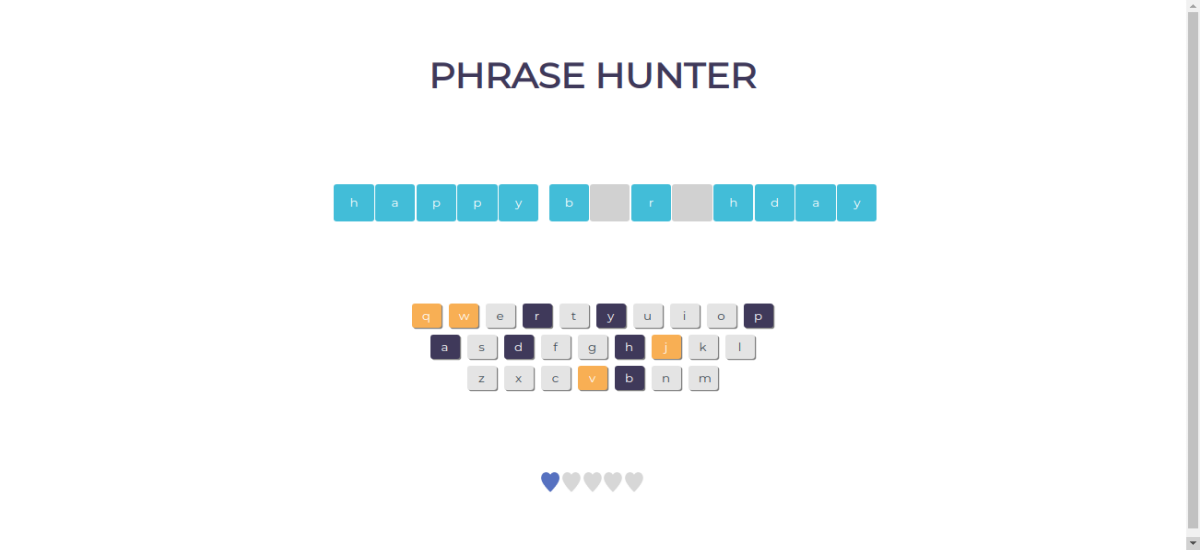 PHRASE HUNTER
h a p p y b r h d a y
q w e r t y u i o p
a s d f g h j k l
z x c v b n m